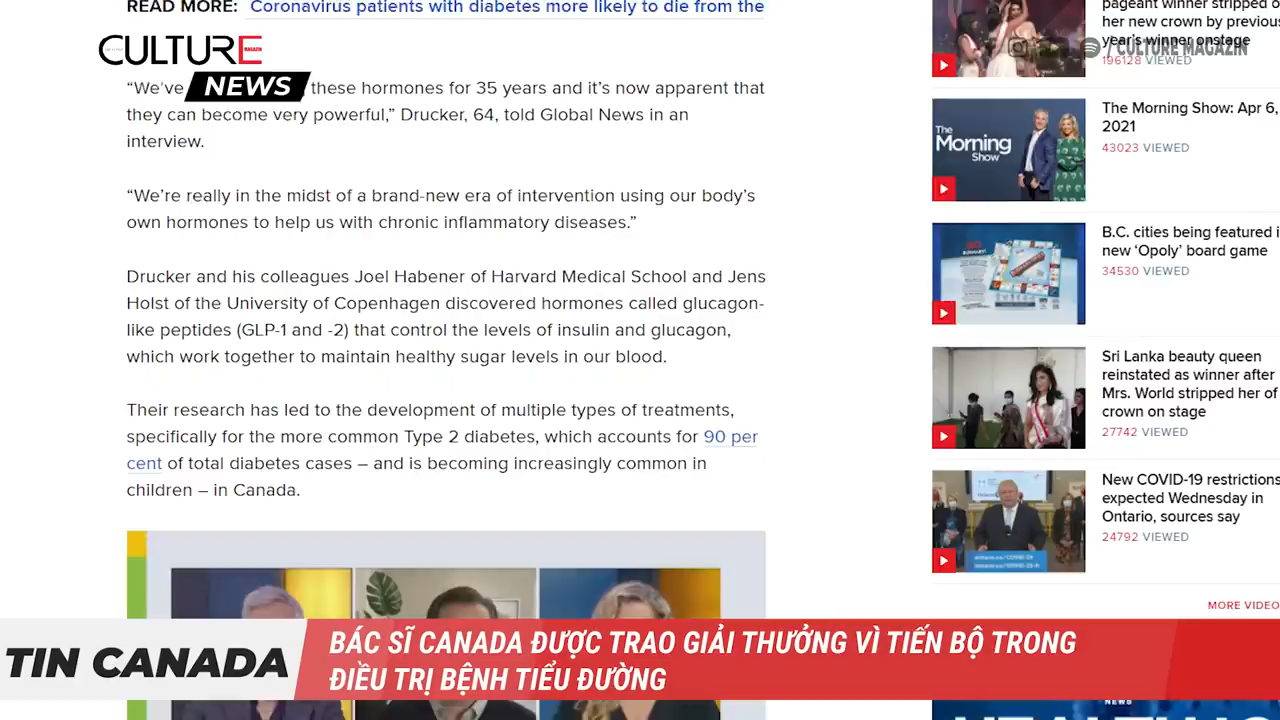 READ MORE: Coronavirus patients with diabetes more likely to die from the
CULTURE
MAGAZIN
NEWS
“We’ve these hormones for 35 years and it’s now apparent that
they can become very powerful,” Drucker, 64, told Global News in an
interview.
“We’re really in the midst of a brand-new era of intervention using our body’s
own hormones to help us with chronic inflammatory diseases.”
Drucker and his colleagues Joel Habener of Harvard Medical School and Jens
Holst of the University of Copenhagen discovered hormones called glucagon-
like peptides (GLP-1 and -2) that control the levels of insulin and glucagon,
which work together to maintain healthy sugar levels in our blood.
Their research has led to the development of multiple types of treatments,
specifically for the more common Type 2 diabetes, which accounts for 90 per
cent of total diabetes cases – and is becoming increasingly common in
children – in Canada.
pageant winner stripped o
her new crown by previous
year’s winner onstage
/ CULTURE MAGAZIN
196128 VIEWED
The
Morning
Show
The Morning Show: Apr 6,
2021
43023 VIEWED
B.C. cities being featured i
new ‘Opoly’ board game
34530 VIEWED
Sri Lanka beauty queen
reinstated as winner after
Mrs. World stripped her of
crown on stage
27742 VIEWED
New COVID-19 restrictions
expected Wednesday in
Ontario, sources say
24792 VIEWED
MORE VIDEO
TIN CANADA
BÁC SĨ CANADA ĐƯỢC TRAO GIẢI THƯỞNG VÌ TIẾN BỘ TRONG
ĐIỀU TRỊ BỆNH TIỂU ĐƯỜNG
NEWS